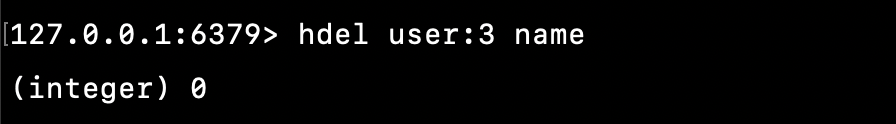 [127.0.0.1:6379> hdel user:3 name
(integer) 0